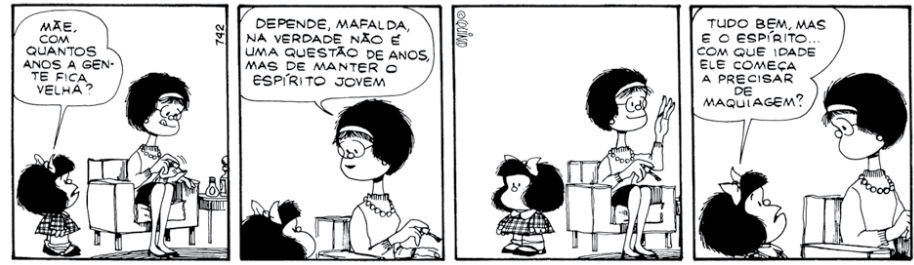 MÃE,
COM
QUANTOS
ANOS A GEN-
TE FICA
VELHA?
742
DEPENDE, MAFALDA,
NA VERDADE NÃO É
UMA QUESTÃO DE ANOS,
MAS DE MANTER O
ESPÍRITO JOVEM
©QUINO
TUDO BEM, MAS
E O ESPÍRITO...
COM QUE IDADE
ELE COMEÇA
A PRECISAR
DE
MAQUIAGEM?